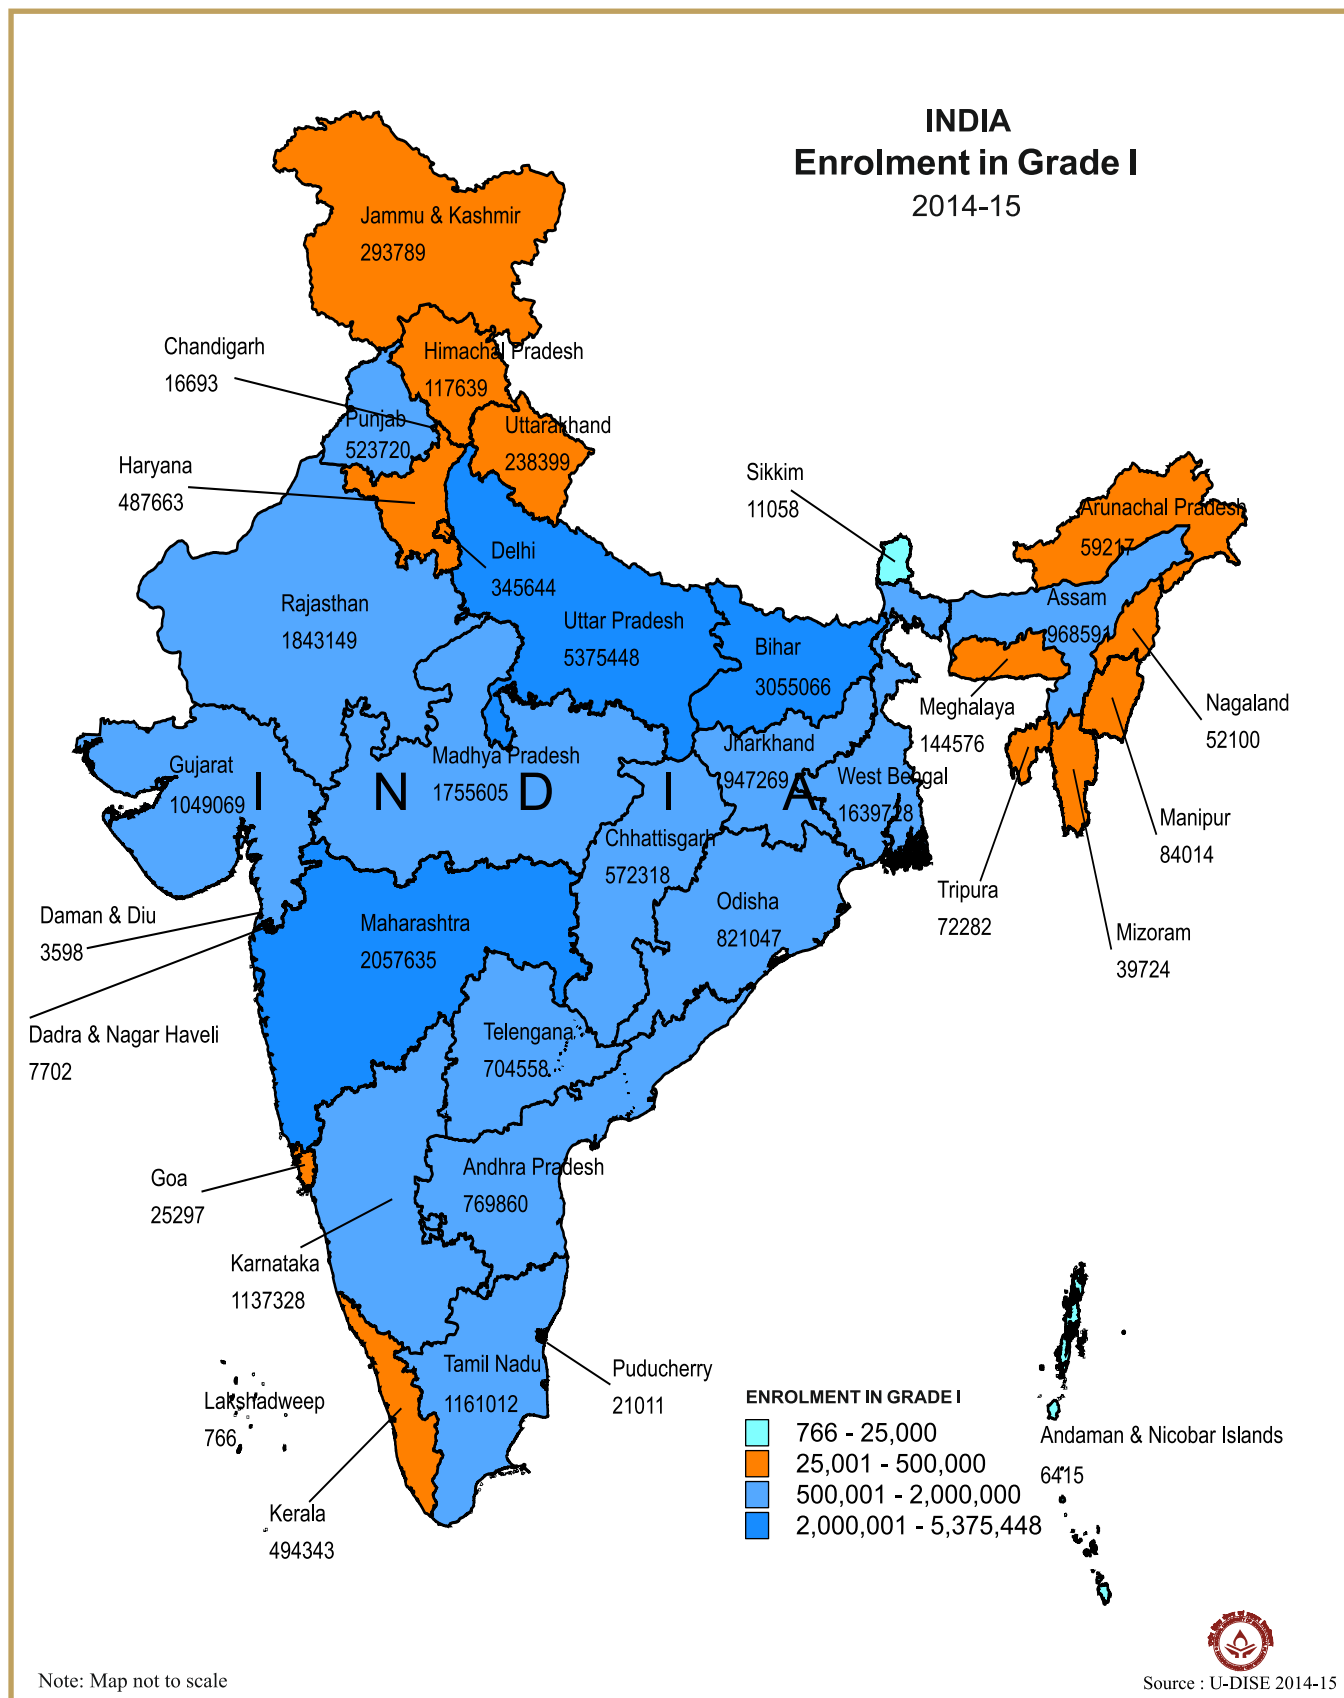 INDIA
Enrolment in Grade I
2014-15
Jammu & Kashmir
293789
Chandigarh
16693
Himachal Pradesh
117639
Punjab
523720
Uttarakhand
238399
Haryana
487663
Sikkim
11058
Arunachal Pradesh
59217
Delhi
345644
Rajasthan
1843149
Uttar Pradesh
5375448
Bihar
3055066
Assam
968591
Meghalaya
144576
Nagaland
52100
Gujarat
1049069
Madhya Pradesh
1755605
Jharkhand
947269
West Bengal
1639728
I N D I A
Manipur
84014
Chhattisgarh
572318
Tripura
72282
Odisha
821047
Mizoram
39724
Daman & Diu
3598
Maharashtra
2057635
Dadra & Nagar Haveli
7702
Telengana
704558
Goa
25297
Andhra Pradesh
769860
Karnataka
1137328
Tamil Nadu
1161012
Puducherry
21011
Lakshadweep
766
Kerala
494343
ENROLMENT IN GRADE I
766 - 25,000
25,001 - 500,000
500,001 - 2,000,000
2,000,001 - 5,375,448
Andaman & Nicobar Islands
6415
Note: Map not to scale
Source : U-DISE 2014-15